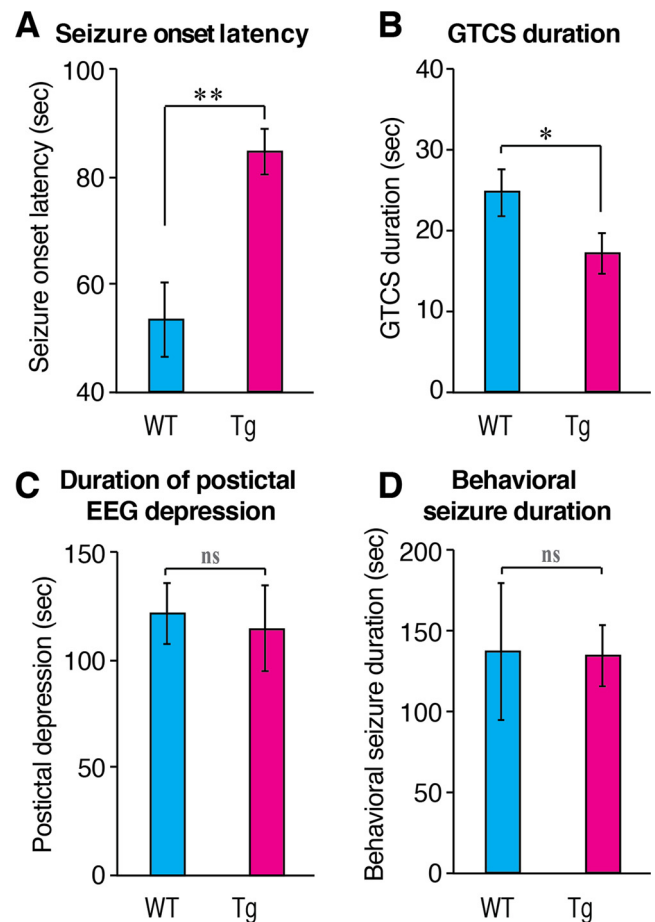 A Seizure onset latency
Seizure onset latency (sec)
100
80
60
40
**
WT Tg
B GTCS duration
GTCS duration (sec)
40
30
20
10
0
*
WT Tg
C Duration of postictal
EEG depression
Postictal depression (sec)
150
100
50
0
ns
WT Tg
D Behavioral
seizure duration
Behavioral seizure duration (sec)
200
150
100
50
0
ns
WT Tg